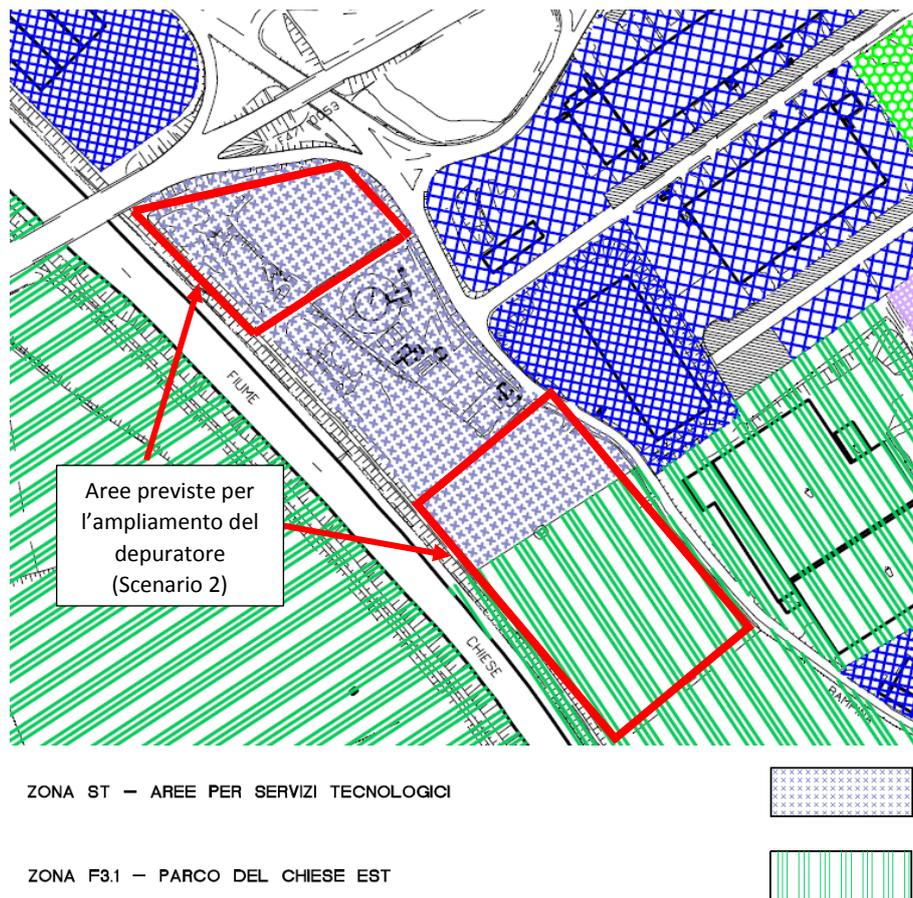 FIUME
Aree previste per
l'ampliamento del
depuratore
(Scenario 2)
CHIESE
ZONA ST – AREE PER SERVIZI TECNOLOGICI
ZONA F3.1 – PARCO DEL CHIESE EST